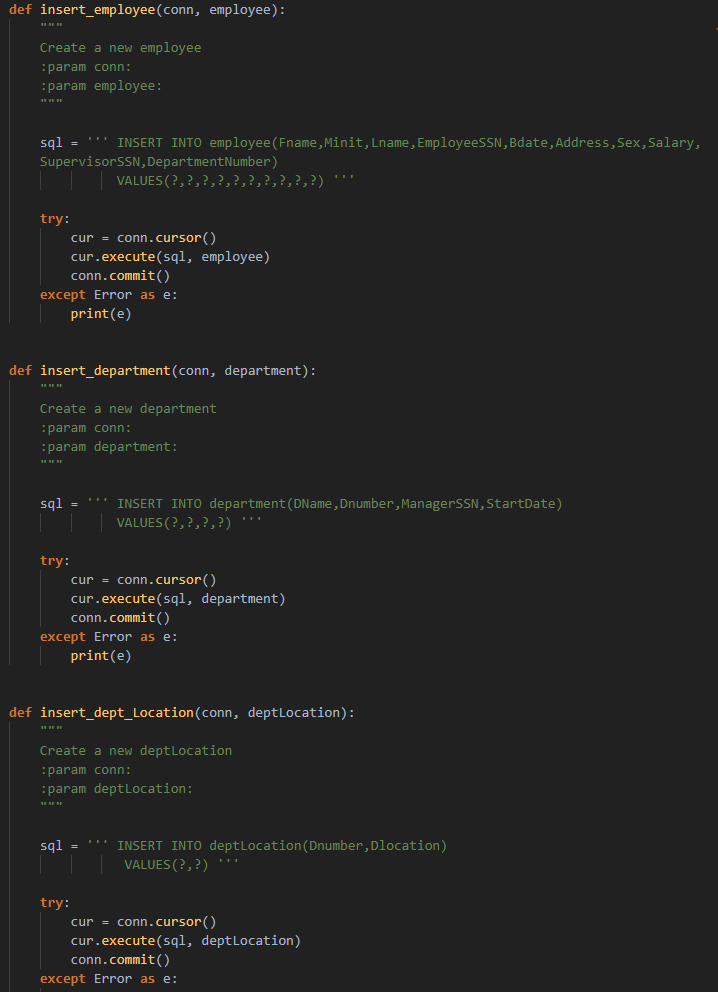 def insert_employee(conn, employee):
"""
Create a new employee
:param conn:
:param employee:
"""
sql = ''' INSERT INTO employee(Fname,Minit,Lname,EmployeeSSN,Bdate,Address,Sex,Salary,
SupervisorSSN,DepartmentNumber)
VALUES(?,?,?,?,?,?,?,?,?,?) '''
try:
cur = conn.cursor()
cur.execute(sql, employee)
conn.commit()
except Error as e:
print(e)
def insert_department(conn, department):
"""
Create a new department
:param conn:
:param department:
"""
sql = ''' INSERT INTO department(DName,Dnumber,ManagerSSN,StartDate)
VALUES(?,?,?,?) '''
try:
cur = conn.cursor()
cur.execute(sql, department)
conn.commit()
except Error as e:
print(e)
def insert_dept_Location(conn, deptLocation):
"""
Create a new deptLocation
:param conn:
:param deptLocation:
"""
sql = ''' INSERT INTO deptLocation(Dnumber,Dlocation)
VALUES(?,?) '''
try:
cur = conn.cursor()
cur.execute(sql, deptLocation)
conn.commit()
except Error as e: